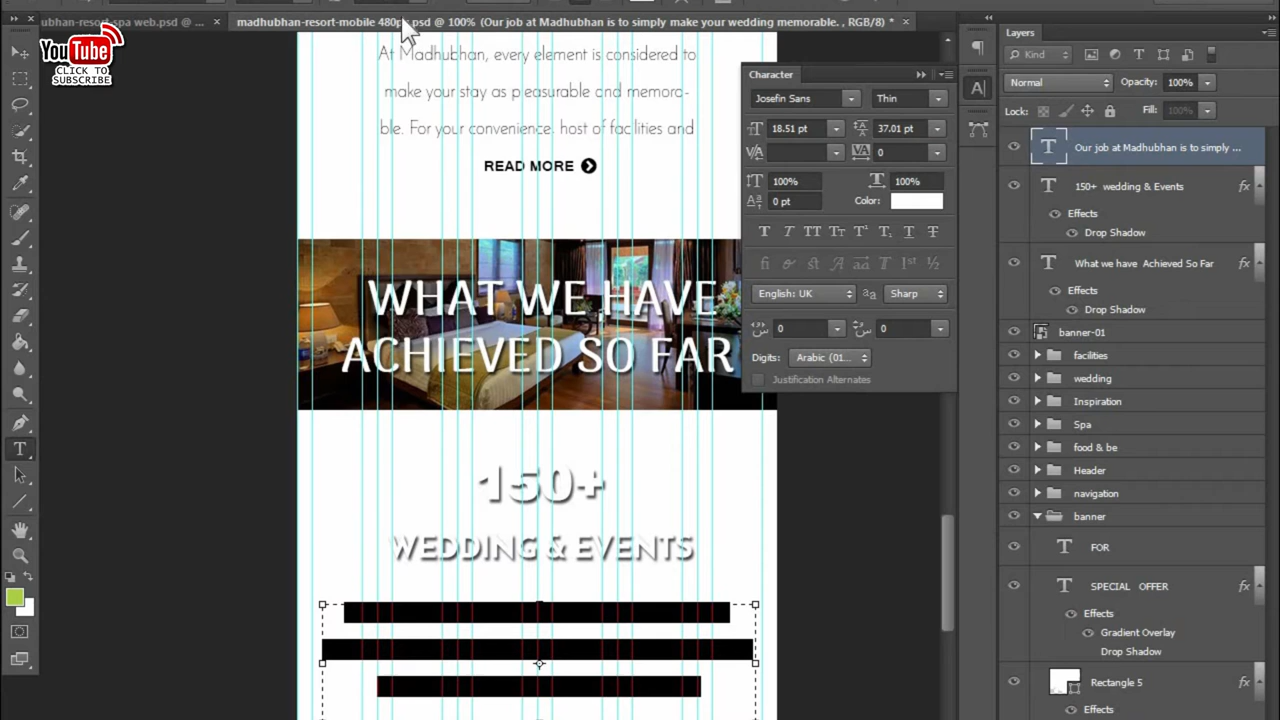 ubhan-resort spa web.psd @ ... ×
madhubhan-resort-mobile 480px.psd @ 100% (Our job at Madhubhan is to simply make your wedding memorable. , RGB/8) * ×
YouTube
CLICK TO
SUBSCRIBE
At Madhubhan, every element is considered to
make your stay as pleasurable and memora-
ble. For your convenience, host of facilities and
READ MORE
WHAT WE HAVE
ACHIEVED SO FAR
150+
WEDDING & EVENTS
Character
Josefin Sans
Thin
18.51 pt
37.01 pt
0
100%
100%
0 pt
Color:
English: UK
Sharp
0
0
Digits:
Arabic (01...
Justification Alternates
Layers
Kind
Normal
Opacity: 100%
Lock:
Fill: 100%
Our job at Madhubhan is to simply ...
150+ wedding & Events fx
Effects
Drop Shadow
What we have Achieved So Far fx
Effects
Drop Shadow
banner-01
facilities
wedding
Inspiration
Spa
food & be
Header
navigation
banner
FOR
SPECIAL OFFER fx
Effects
Gradient Overlay
Drop Shadow
Rectangle 5 fx
Effects